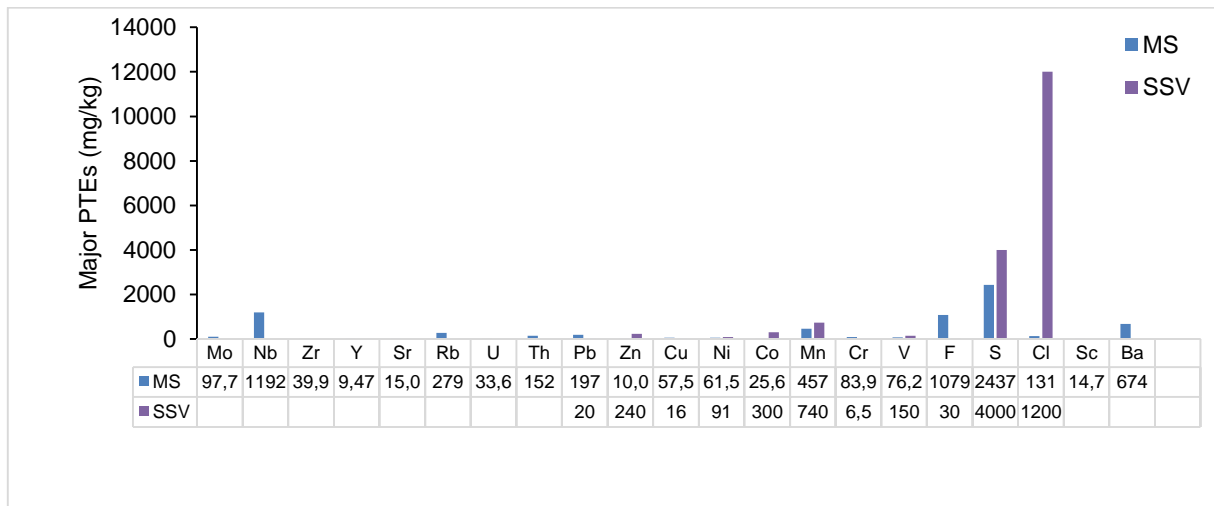 14000
MS
12000
SSV
10000
8000
6000
4000
2000
0
Major PTEs (mg/kg)
Mo Nb Zr Y Sr Rb U Th Pb Zn Cu Ni Co Mn Cr V F S Cl Sc Ba
MS 97,7 1192 39,9 9,47 15,0 279 33,6 152 197 10,0 57,5 61,5 25,6 457 83,9 76,2 1079 2437 131 14,7 674
SSV 20 240 16 91 300 740 6,5 150 30 4000 1200